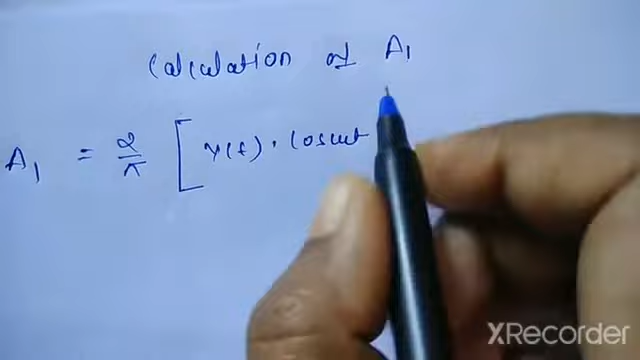 Calculation of A₁
A₁ = 2/π [ y(t) · cosωt
XRecorder